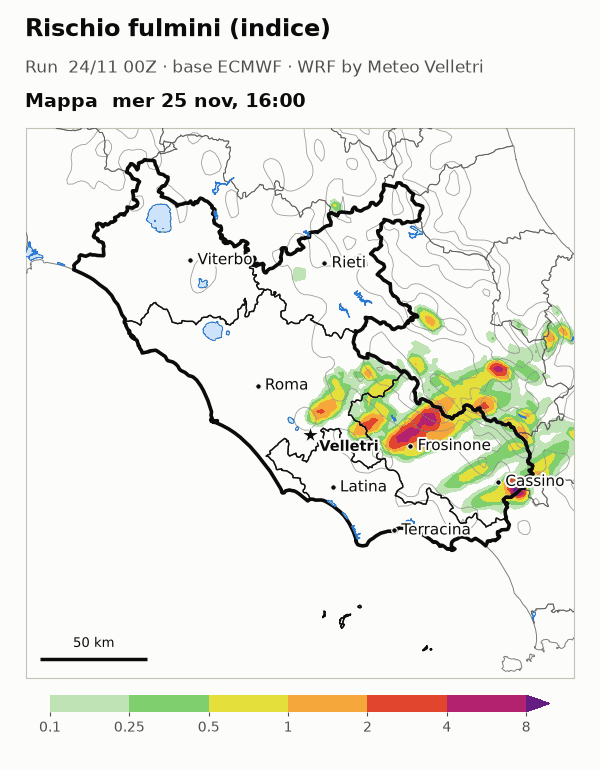 Rischio fulmini (indice)
Run  24/11 00Z · base ECMWF · WRF by Meteo Velletri
Mappa  mer 25 nov, 16:00
Viterbo
Rieti
Roma
Velletri
Frosinone
Cassino
Latina
Terracina
50 km
0.1
0.25
0.5
1
2
4
8